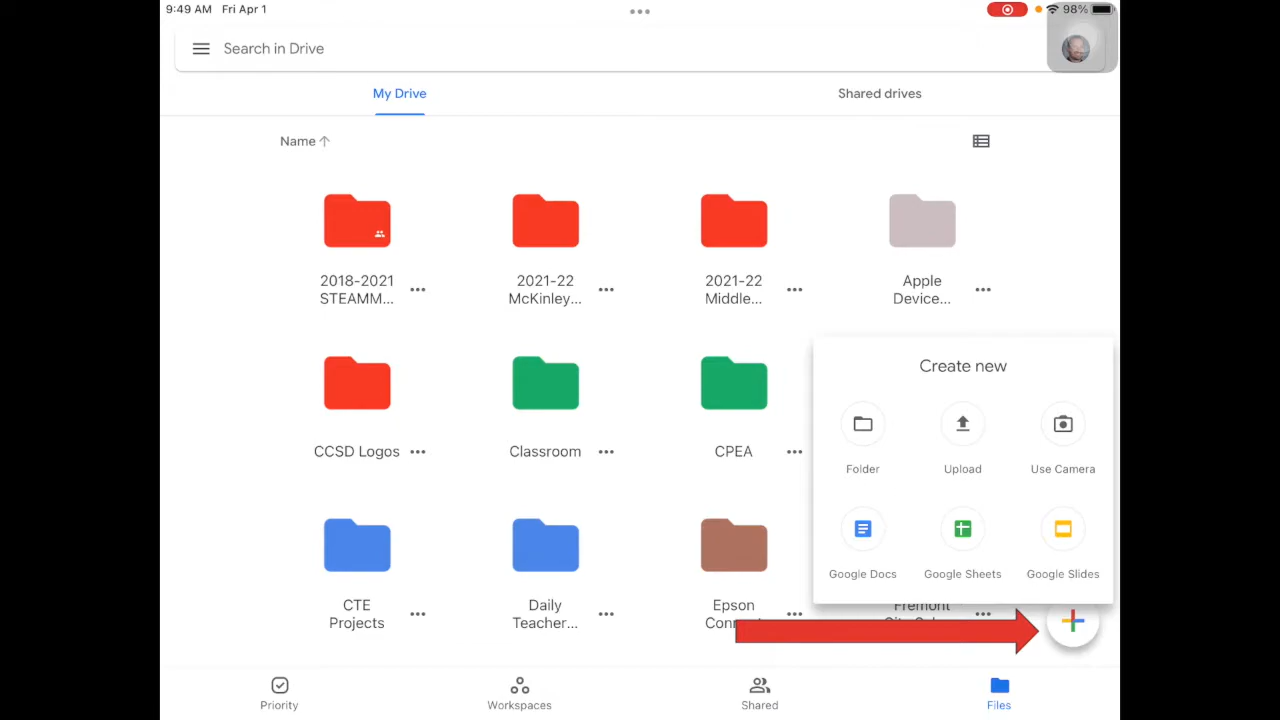 9:49 AM Fri Apr 1
98%
Search in Drive
My Drive
Shared drives
Name
2018-2021
STEAMM...
2021-22
McKinley...
2021-22
Middle...
Apple
Device...
CCSD Logos
Classroom
CPEA
Create new
Folder
Upload
Use Camera
Google Docs
Google Sheets
Google Slides
CTE
Projects
Daily
Teacher...
Epson
Fremont
Priority
Workspaces
Shared
Files